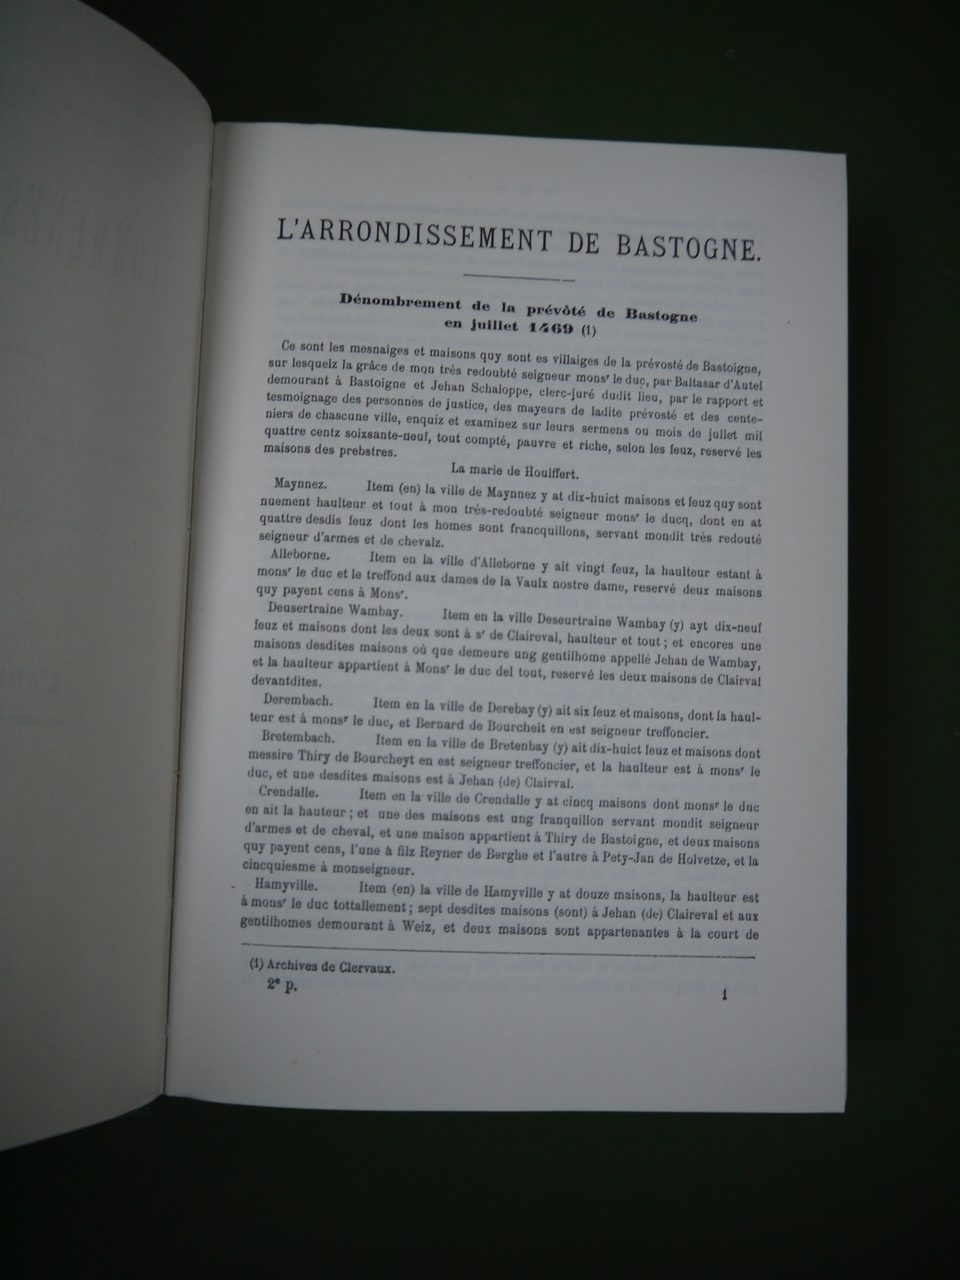 L'ARRONDISSEMENT DE BASTOGNE.
Dénombrement de la prévôté de Bastogne
en juillet 1469 (1)
Ce sont les mesnaiges et maisons quy sont es villaiges de la prévosté de Bastoigne,
sur lesquelz la grâce de mon trés redoubté seigneur monsʳ le duc, par Baltasar d'Autel
demourant à Bastoigne et Jehan Schaloppe, clerc-juré dudit lieu, par le rapport et
tesmoignage des personnes de justice, des mayeurs de ladite prévosté et des cente-
niers de chascune ville, enquiz et examinez sur leurs sermens ou mois de jullet mil
quattre centz soixsante-neuf, tout compté, pauvre et riche, selon les feuz, reservé les
maisons des prebstres.
La marie de Houlffert.
Maynnez. Item (en) la ville de Maynnez y at dix-huict maisons et feuz quy sont
nuement haulteur et tout à mon trés-redoubté seigneur monsʳ le ducq, dont en at
quattre desdis feuz dont les homes sont francquillons, servant mondit trés redouté
seigneur d'armes et de chevalz.
Alleborne. Item en la ville d'Alleborne y ait vingt feuz, la haulteur estant à
monsʳ le duc et le treffond aux dames de la Vaulx nostre dame, reservé deux maisons
quy payent cens à Monsʳ.
Deusertraine Wambay. Item en la ville Deseurtraine Wambay (y) ayt dix-neuf
feuz et maisons dont les deux sont à sʳ de Claireval, haulteur et tout ; et encores une
maisons desdites maisons oú que demeure ung gentilhome appellé Jehan de Wambay,
et la haulteur appartient à Monsʳ le duc del tout, reservé les deux maisons de Clairval
devantdites.
Derembach. Item en la ville de Derebay (y) ait six feuz et maisons, dont la haul-
teur est à monsʳ le duc, et Bernard de Bourcheit en est seigneur treffoncier.
Bretembach. Item en la ville de Bretenbay (y) ait dix-huict feuz et maisons dont
messire Thiry de Bourcheyt en est seigneur treffoncier, et la haulteur est à monsʳ le
duc, et une desdites maisons est à Jehan (de) Clairval.
Crendalle. Item en la ville de Crendalle y at cincq maisons dont monsʳ le duc
en ait la hauteur ; et une des maisons est ung franquillon servant mondit seigneur
d'armes et de cheval, et une maison appartient à Thiry de Bastoigne, et deux maisons
quy payent cens, l'une à filz Reyner de Berghe et l'autre à Pety-Jan de Holvetze, et la
cincquiesme à monseigneur.
Hamyville. Item (en) la ville de Hamyville y at douze maisons, la haulteur est
à monsʳ le duc tottallement ; sept desdites maisons (sont) à Jehan (de) Claireval et aux
gentilhomes demourant à Weiz, et deux maisons sont appartenantes à la court de
(1) Archives de Clervaux.
2ᵉ p. 1